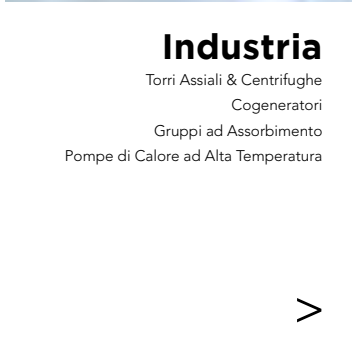 Industria
Torri Assiali & Centrifughe
Cogeneratori
Gruppi ad Assorbimento
Pompe di Calore ad Alta Temperatura
>